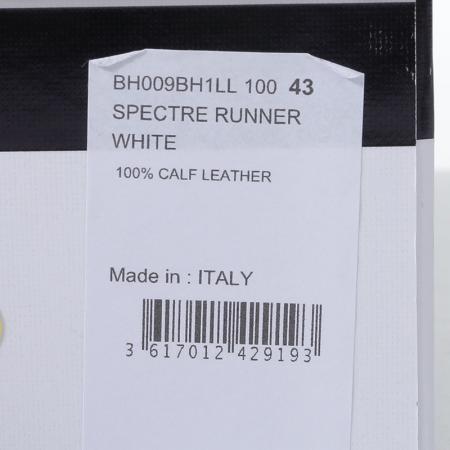 BH009BH1LL 100 43
SPECTRE RUNNER
WHITE
100% CALF LEATHER
Made in : ITALY
3 617012 429193